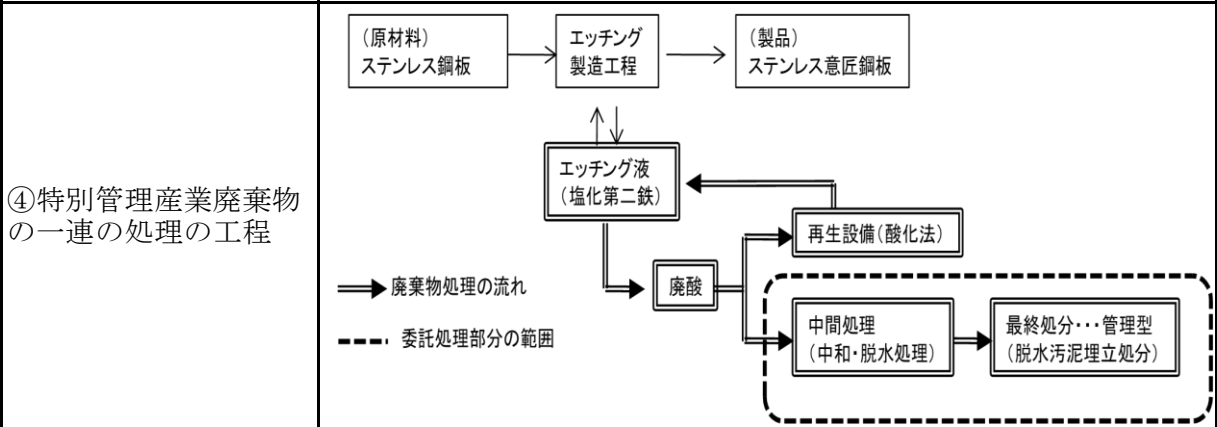 ④特別管理産業廃棄物
の一連の処理の工程
(原材料)
ステンレス鋼板
エッチング
製造工程
(製品)
ステンレス意匠鋼板
エッチング液
(塩化第二鉄)
再生設備(酸化法)
廃酸
廃棄物処理の流れ
委託処理部分の範囲
中間処理
(中和・脱水処理)
最終処分・・・管理型
(脱水汚泥埋立処分)